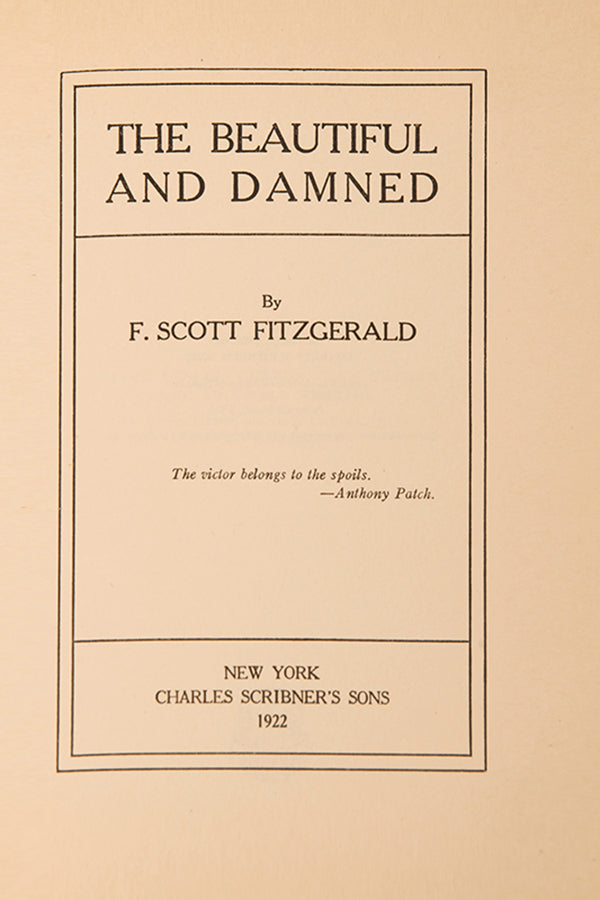 THE BEAUTIFUL
AND DAMNED
By
F. SCOTT FITZGERALD
The victor belongs to the spoils.
—Anthony Patch.
NEW YORK
CHARLES SCRIBNER'S SONS
1922